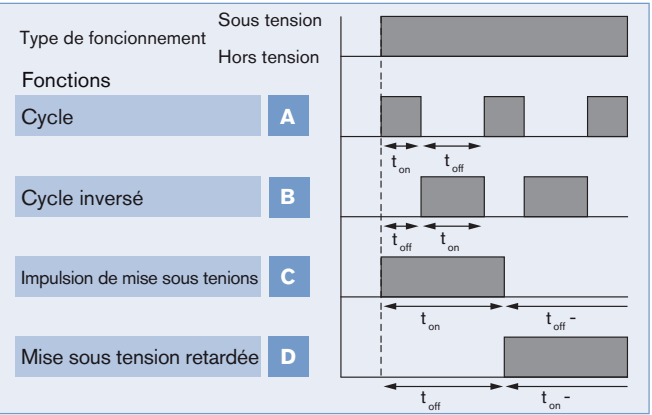 Sous tension
Type de foncionnement
Hors tension
Fonctions
Cycle A
t on t off
Cycle inversé B
t off t on
Impulsion de mise sous tenions C
t on t off -
Mise sous tension retardée D
t off t on -